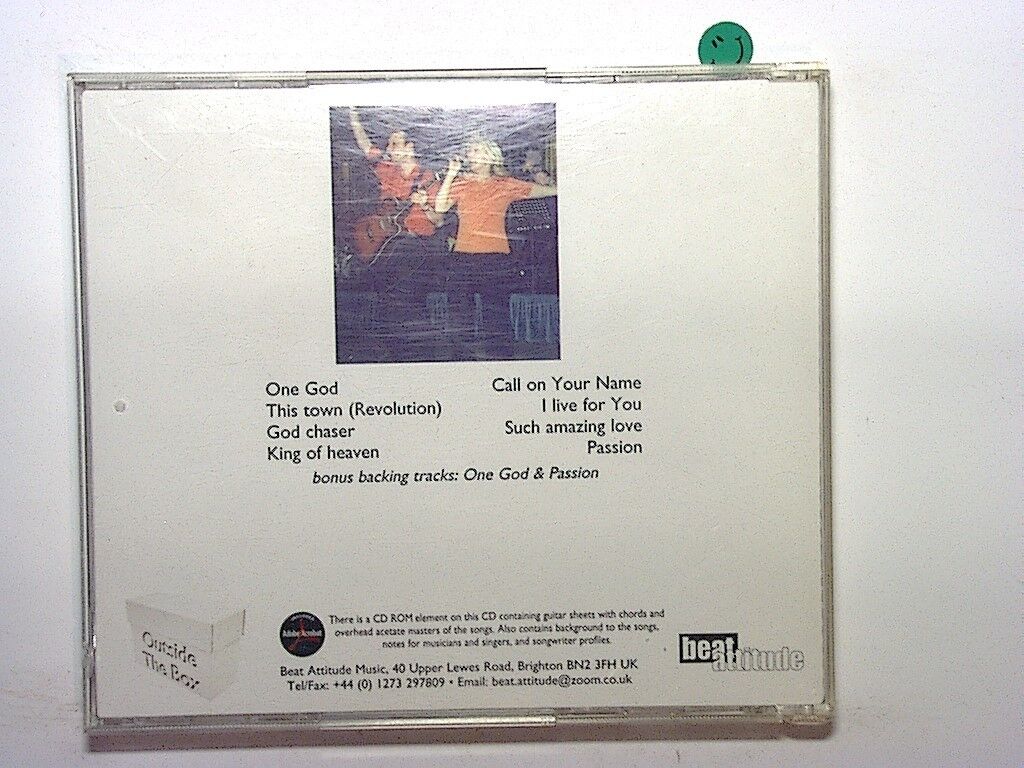 One God
This town (Revolution)
God chaser
King of heaven
Call on Your Name
I live for You
Such amazing love
Passion
bonus backing tracks: One God & Passion
Outside
The Box
Adobe Acrobat
There is a CD ROM element on this CD containing guitar sheets with chords and
overhead acetate masters of the songs. Also contains background to the songs,
notes for musicians and singers, and songwriter profiles.
Beat Attitude Music, 40 Upper Lewes Road, Brighton BN2 3FH UK
Tel/Fax: +44 (0) 1273 297809 • Email: beat.attitude@zoom.co.uk
beat
attitude